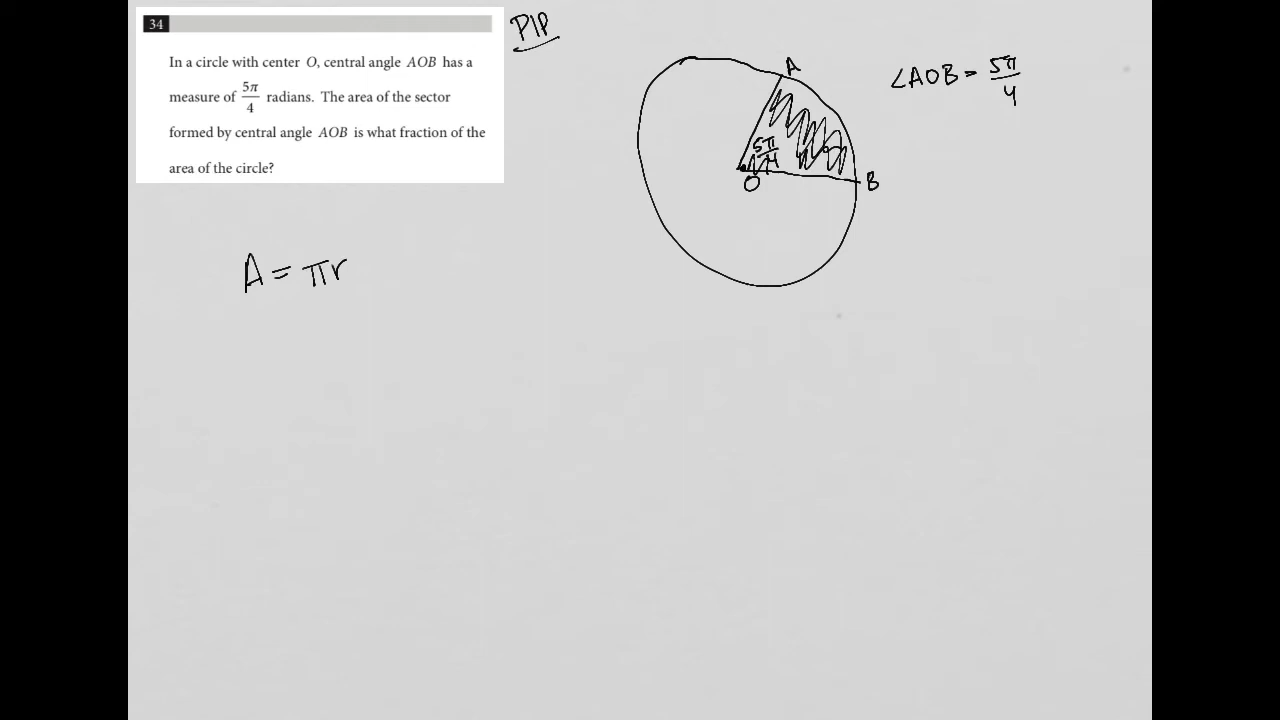 34
In a circle with center O, central angle AOB has a
measure of 5π/4 radians. The area of the sector
formed by central angle AOB is what fraction of the
area of the circle?
PIP
A
∠AOB = 5π/4
5π/4
O
B
A = πr